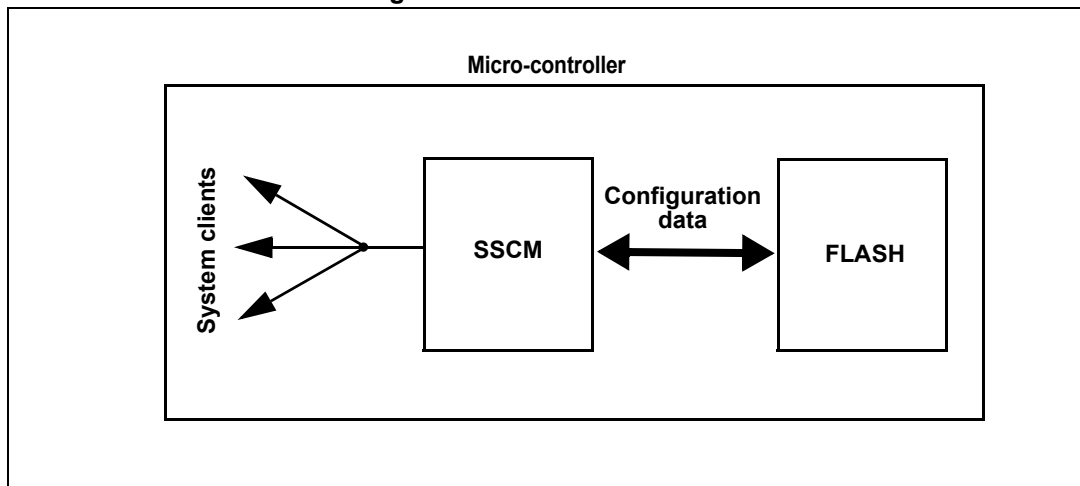 Micro-controller
System clients
SSCM
Configuration
data
FLASH